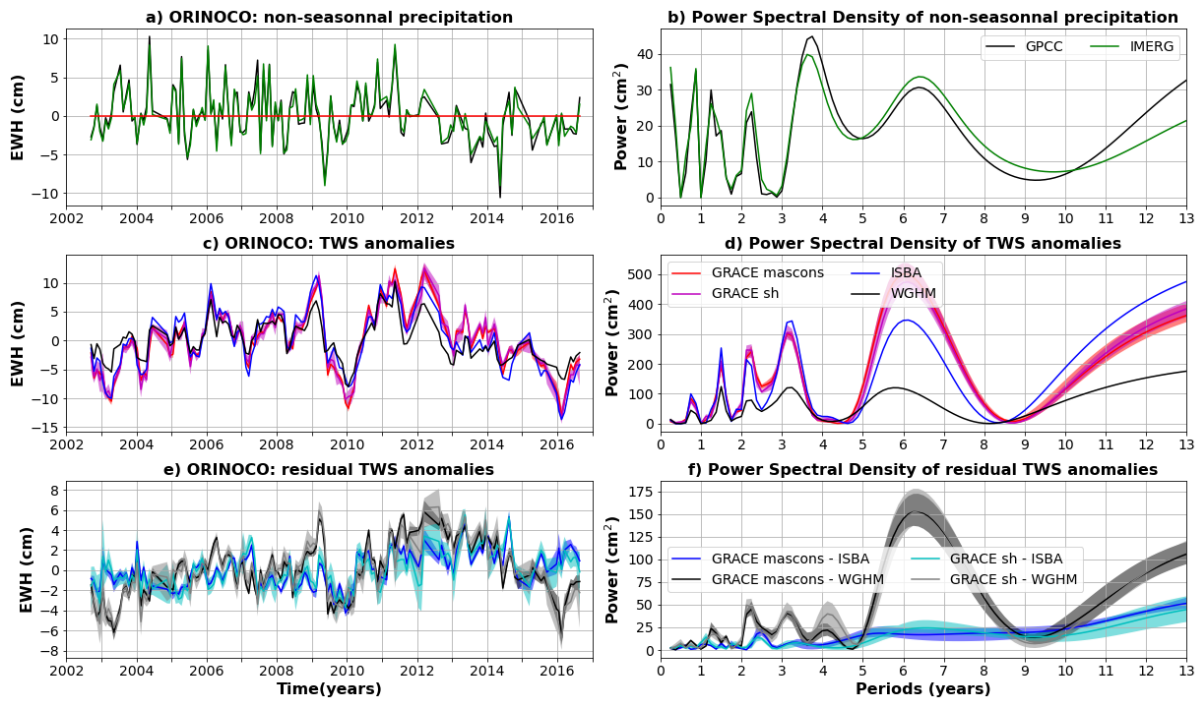 a) ORINOCO: non-seasonnal precipitation
EWH (cm)
10
5
0
−5
−10
2002 2004 2006 2008 2010 2012 2014 2016
b) Power Spectral Density of non-seasonnal precipitation
Power (cm²)
GPCC IMERG
40
30
20
10
0
0 1 2 3 4 5 6 7 8 9 10 11 12 13
c) ORINOCO: TWS anomalies
EWH (cm)
10
5
0
−5
−10
−15
2002 2004 2006 2008 2010 2012 2014 2016
d) Power Spectral Density of TWS anomalies
Power (cm²)
GRACE mascons ISBA
GRACE sh WGHM
500
400
300
200
100
0
0 1 2 3 4 5 6 7 8 9 10 11 12 13
e) ORINOCO: residual TWS anomalies
EWH (cm)
8
6
4
2
0
−2
−4
−6
−8
2002 2004 2006 2008 2010 2012 2014 2016
Time(years)
f) Power Spectral Density of residual TWS anomalies
Power (cm²)
175
150
125
100
75
50
25
0
GRACE mascons - ISBA GRACE sh - ISBA
GRACE mascons - WGHM GRACE sh - WGHM
0 1 2 3 4 5 6 7 8 9 10 11 12 13
Periods (years)